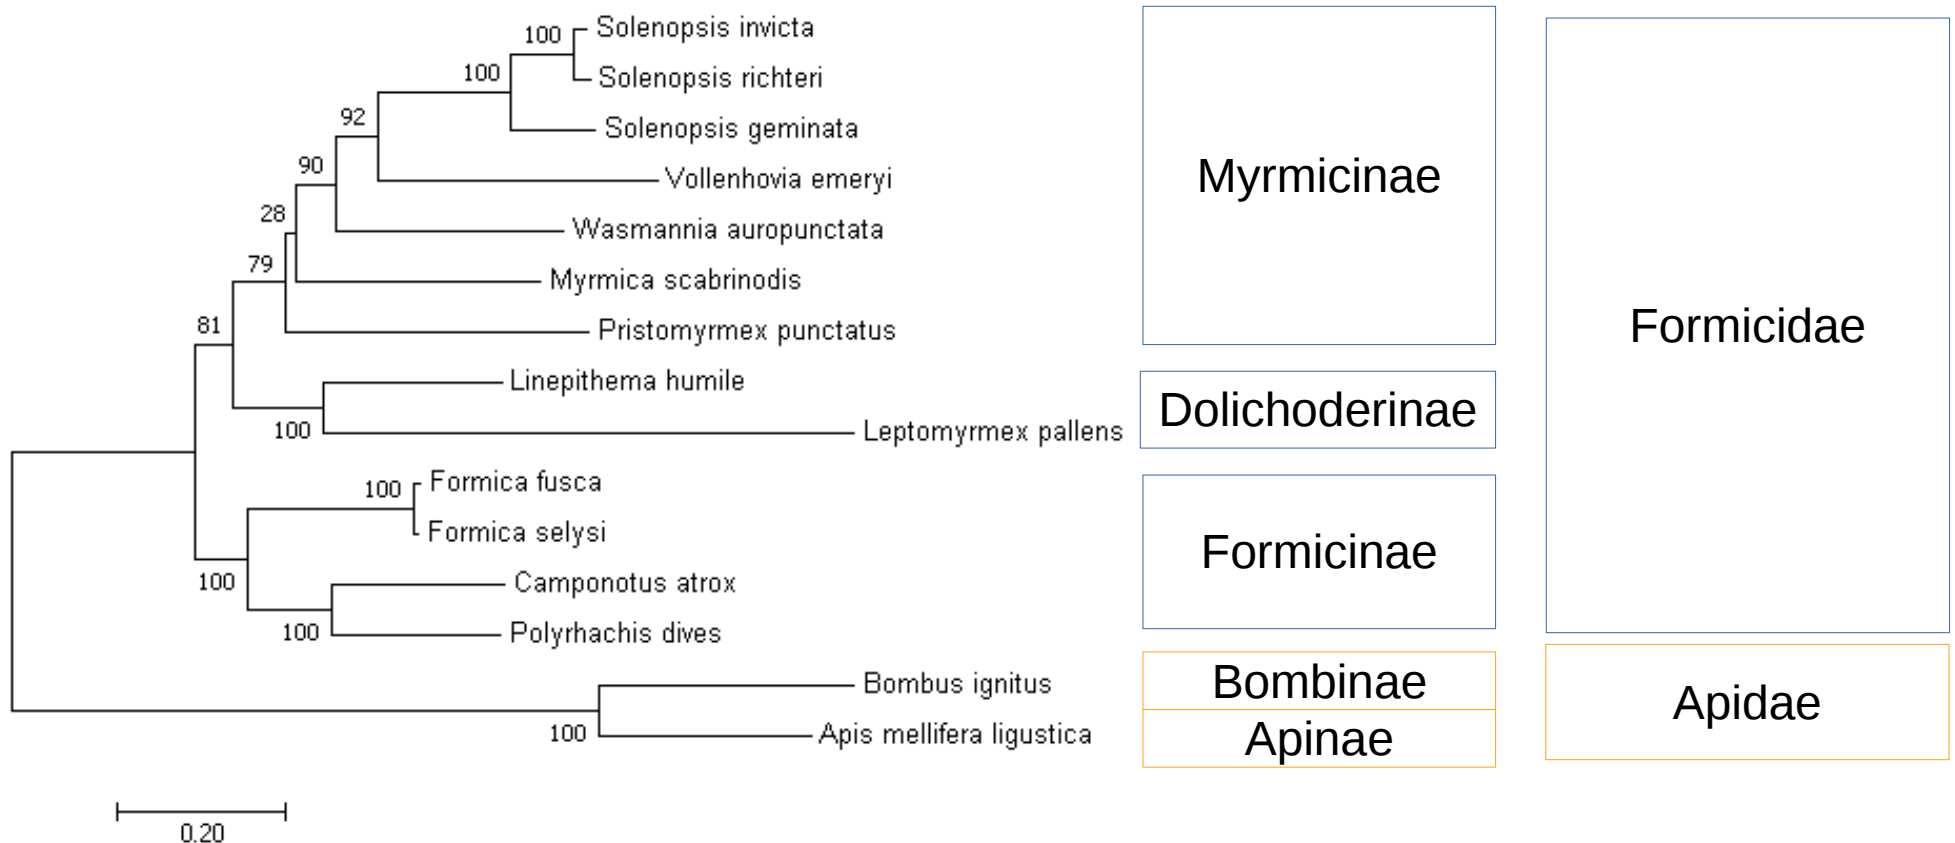 100
Solenopsis invicta
100
Solenopsis richteri
92
Solenopsis geminata
90
Vollenhovia emeryi
28
Wasmannia auropunctata
79
Myrmica scabrinodis
81
Pristomyrmex punctatus
Linepithema humile
100
Leptomyrmex pallens
100
Formica fusca
Formica selysi
100
Camponotus atrox
100
Polyrhachis dives
Bombus ignitus
100
Apis mellifera ligustica
0.20
Myrmicinae
Dolichoderinae
Formicinae
Bombinae
Apinae
Formicidae
Apidae